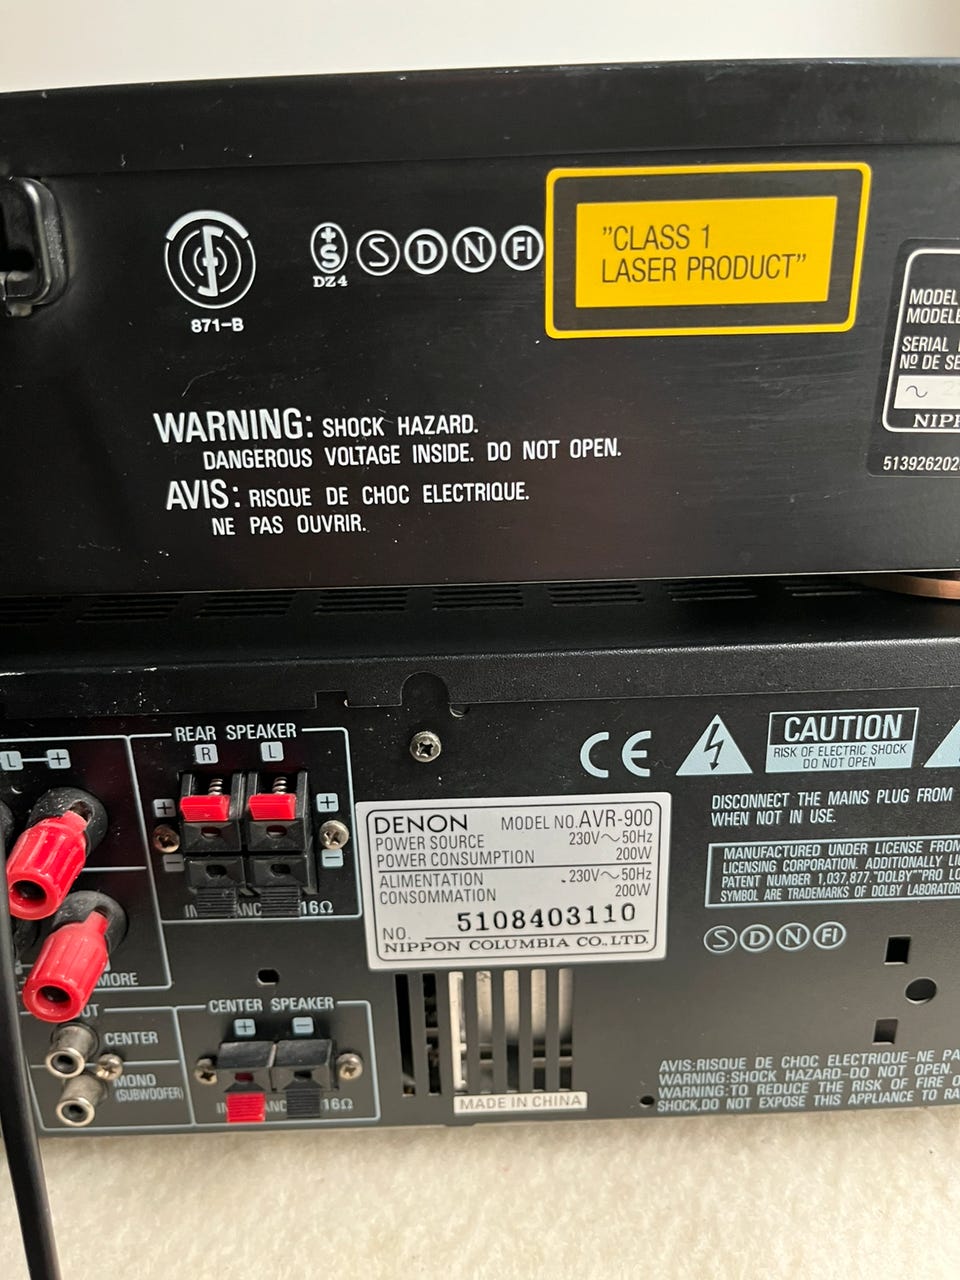 871-B
DZ4
S D N FI
"CLASS 1
LASER PRODUCT"
MODEL
MODELE
SERIAL
Nº DE SE
~
NIPP
513926202
WARNING: SHOCK HAZARD.
DANGEROUS VOLTAGE INSIDE. DO NOT OPEN.
AVIS: RISQUE DE CHOC ELECTRIQUE.
NE PAS OUVRIR.
REAR SPEAKER
R L
L +
+ +
- -
16Ω
MORE
CENTER
MONO
(SUBWOOFER)
CENTER SPEAKER
+ -
16Ω
DENON MODEL NO. AVR-900
POWER SOURCE 230V~50Hz
POWER CONSUMPTION 200W
ALIMENTATION 230V~50Hz
CONSOMMATION 200W
NO. 5108403110
NIPPON COLUMBIA CO., LTD.
MADE IN CHINA
CE
CAUTION
RISK OF ELECTRIC SHOCK
DO NOT OPEN
DISCONNECT THE MAINS PLUG FROM
WHEN NOT IN USE.
MANUFACTURED UNDER LICENSE FROM
LICENSING CORPORATION. ADDITIONALLY LI
PATENT NUMBER 1,037,877. "DOLBY" "PRO LO
SYMBOL ARE TRADEMARKS OF DOLBY LABORATOR
S D N FI
AVIS:RISQUE DE CHOC ELECTRIQUE-NE PA
WARNING:SHOCK HAZARD-DO NOT OPEN.
WARNING:TO REDUCE THE RISK OF FIRE O
SHOCK,DO NOT EXPOSE THIS APPLIANCE TO RA